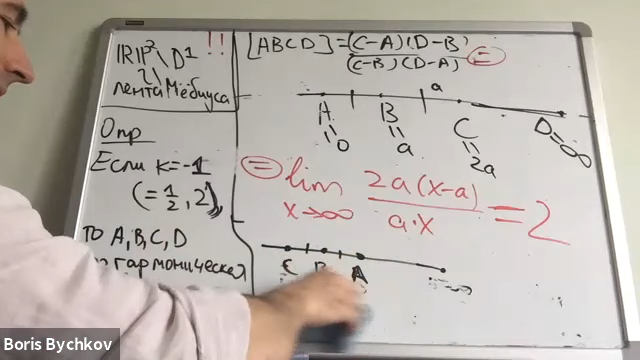 ℝP²\D¹ !!
лента Мёбиуса
Опр
Если k=-1
(=1/2, 2),
то A,B,C,D
гармоническая
[ABCD]=(C-A)(D-B)/(C-B)(D-A) =
a
A B C D=∞
0 a 2a
= lim x→∞ 2a(x-a)/a·x = 2
C B A
Boris Bychkov